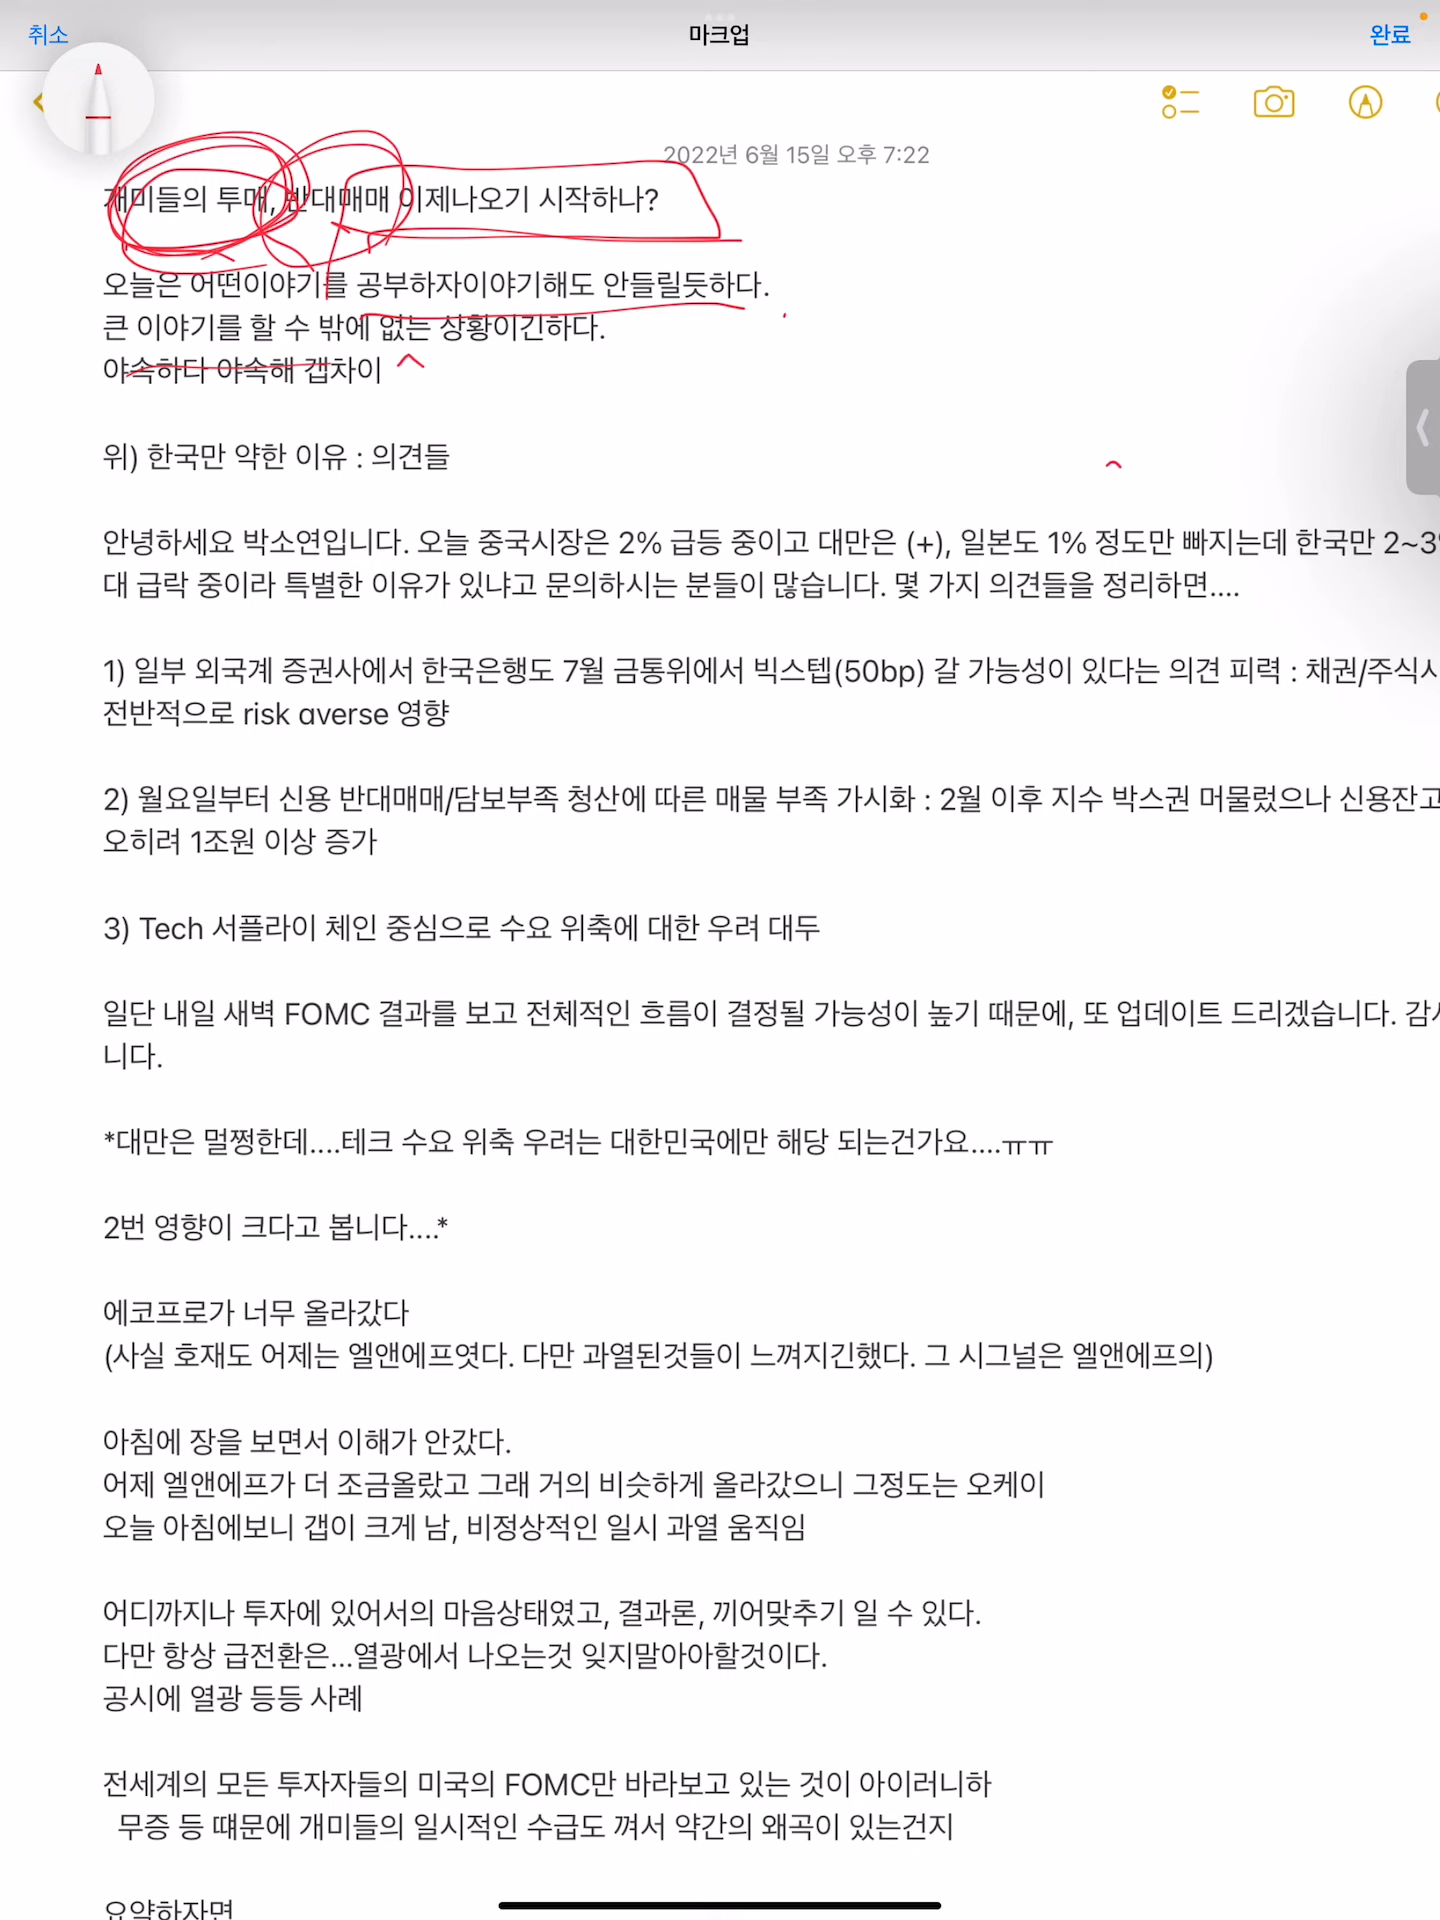 취소
마크업
완료
2022년 6월 15일 오후 7:22
개미들의 투매, 반대매매 이제나오기 시작하나?
오늘은 어떤이야기를 공부하자이야기해도 안들릴듯하다.
큰 이야기를 할 수 밖에 없는 상황이긴하다.
야속하다 야속해 갭차이
위) 한국만 약한 이유 : 의견들
안녕하세요 박소연입니다. 오늘 중국시장은 2% 급등 중이고 대만은 (+), 일본도 1% 정도만 빠지는데 한국만 2~3%
대 급락 중이라 특별한 이유가 있냐고 문의하시는 분들이 많습니다. 몇 가지 의견들을 정리하면....
1) 일부 외국계 증권사에서 한국은행도 7월 금통위에서 빅스텝(50bp) 갈 가능성이 있다는 의견 피력 : 채권/주식시
전반적으로 risk averse 영향
2) 월요일부터 신용 반대매매/담보부족 청산에 따른 매물 부족 가시화 : 2월 이후 지수 박스권 머물렀으나 신용잔고
오히려 1조원 이상 증가
3) Tech 서플라이 체인 중심으로 수요 위축에 대한 우려 대두
일단 내일 새벽 FOMC 결과를 보고 전체적인 흐름이 결정될 가능성이 높기 때문에, 또 업데이트 드리겠습니다. 감사
니다.
*대만은 멀쩡한데....테크 수요 위축 우려는 대한민국에만 해당 되는건가요....ㅠㅠ
2번 영향이 크다고 봅니다....*
에코프로가 너무 올라갔다
(사실 호재도 어제는 엘앤에프엿다. 다만 과열된것들이 느껴지긴했다. 그 시그널은 엘앤에프의)
아침에 장을 보면서 이해가 안갔다.
어제 엘앤에프가 더 조금올랐고 그래 거의 비슷하게 올라갔으니 그정도는 오케이
오늘 아침에보니 갭이 크게 남, 비정상적인 일시 과열 움직임
어디까지나 투자에 있어서의 마음상태였고, 결과론, 끼어맞추기 일 수 있다.
다만 항상 급전환은...열광에서 나오는것 잊지말아아할것이다.
공시에 열광 등등 사례
전세계의 모든 투자자들의 미국의 FOMC만 바라보고 있는 것이 아이러니하
무증 등 떄문에 개미들의 일시적인 수급도 껴서 약간의 왜곡이 있는건지
요약하자면